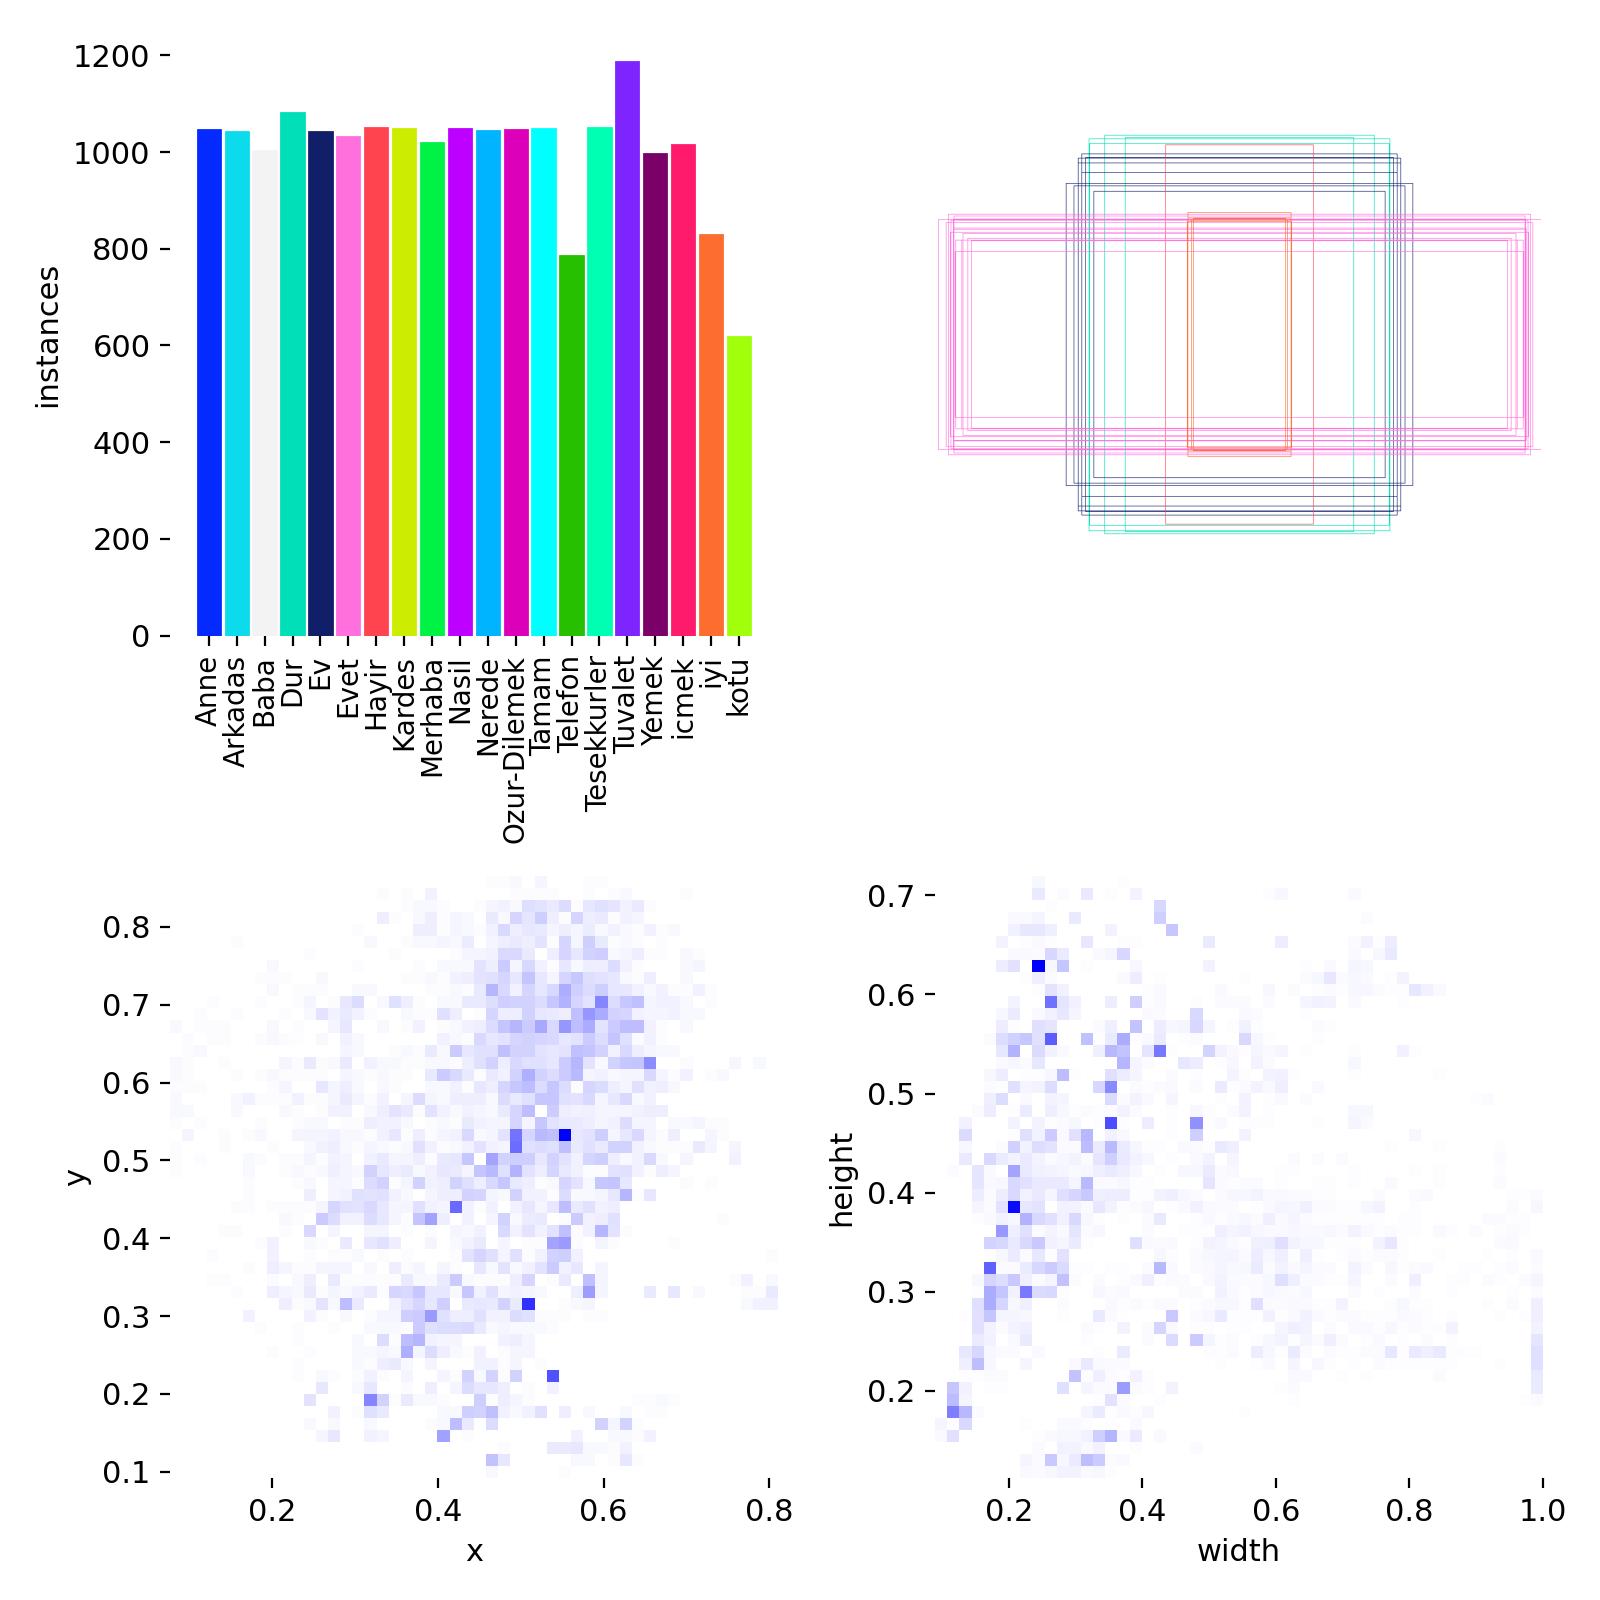 1200
1000
800
600
400
200
0
instances
Anne
Arkadas
Baba
Dur
Ev
Evet
Hayir
Kardes
Merhaba
Nasil
Nerede
Ozur-Dilemek
Tamam
Telefon
Tesekkurler
Tuvalet
Yemek
icmek
iyi
kotu
0.8
0.7
0.6
0.5
0.4
0.3
0.2
0.1
y
0.2 0.4 0.6 0.8
x
0.7
0.6
0.5
0.4
0.3
0.2
height
0.2 0.4 0.6 0.8 1.0
width